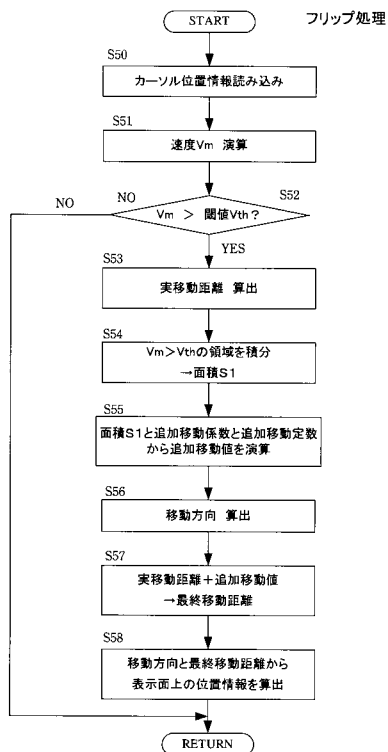 START
フリップ処理
S50
カーソル位置情報読み込み
S51
速度Vm 演算
S52
NO
NO
Vm > 閾値Vth?
YES
S53
実移動距離 算出
S54
Vm>Vthの領域を積分
→面積S1
S55
面積S1と追加移動係数と追加移動定数
から追加移動値を演算
S56
移動方向 算出
S57
実移動距離+追加移動値
→最終移動距離
S58
移動方向と最終移動距離から
表示面上の位置情報を算出
RETURN